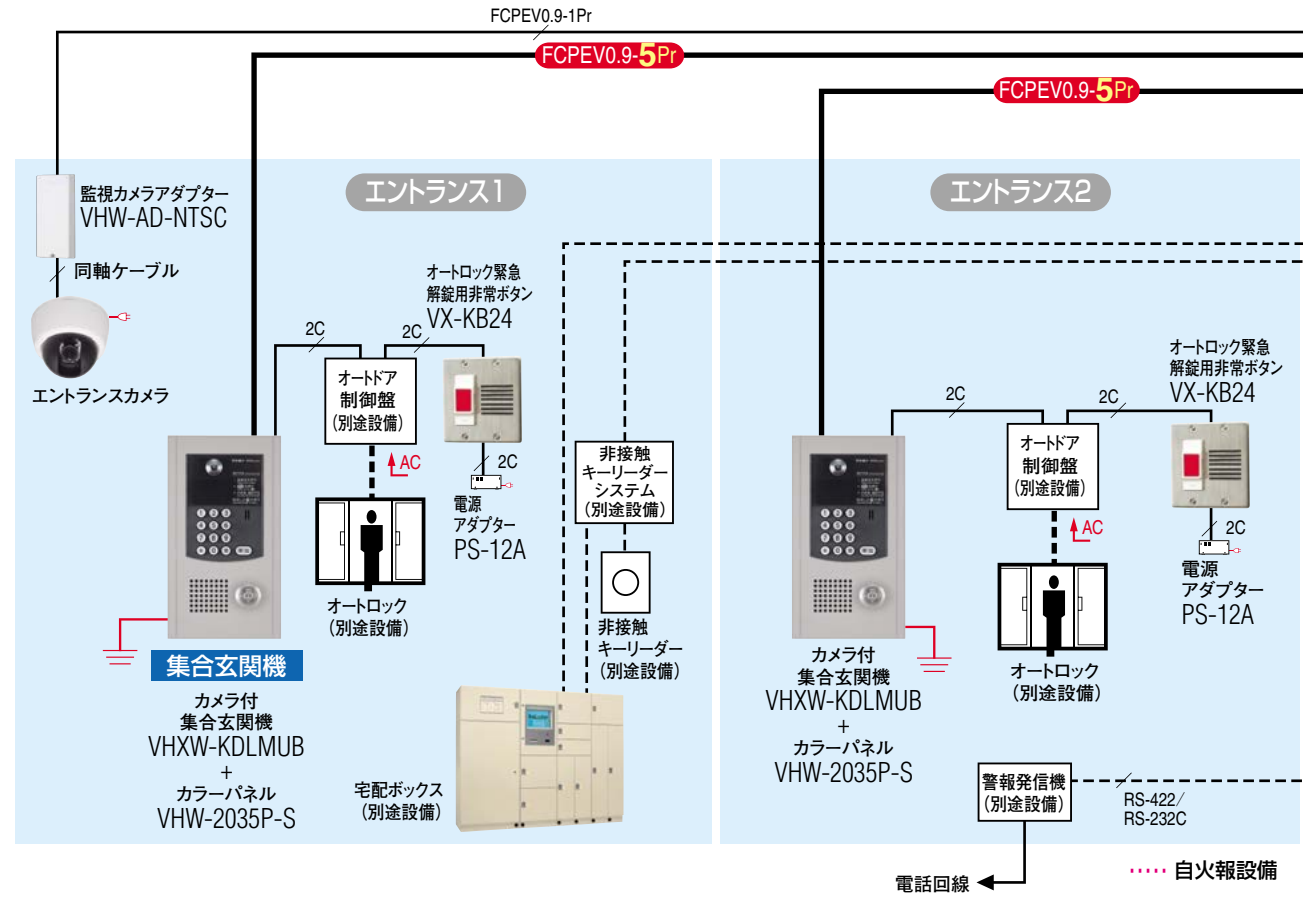 FCPEV0.9-1Pr
FCPEV0.9-5Pr
FCPEV0.9-5Pr
エントランス1
監視カメラアダプター
VHW-AD-NTSC
同軸ケーブル
エントランスカメラ
オートロック緊急
解錠用非常ボタン
VX-KB24
2C
2C
オートドア
制御盤
(別途設備)
AC
2C
電源
アダプター
PS-12A
オートロック
(別途設備)
非接触
キーリーダー
システム
(別途設備)
非接触
キーリーダー
(別途設備)
集合玄関機
カメラ付
集合玄関機
VHXW-KDLMUB
+
カラーパネル
VHW-2035P-S
宅配ボックス
(別途設備)
エントランス2
オートロック緊急
解錠用非常ボタン
VX-KB24
2C
2C
オートドア
制御盤
(別途設備)
AC
2C
電源
アダプター
PS-12A
オートロック
(別途設備)
カメラ付
集合玄関機
VHXW-KDLMUB
+
カラーパネル
VHW-2035P-S
警報発信機
(別途設備)
RS-422/
RS-232C
電話回線
自火報設備